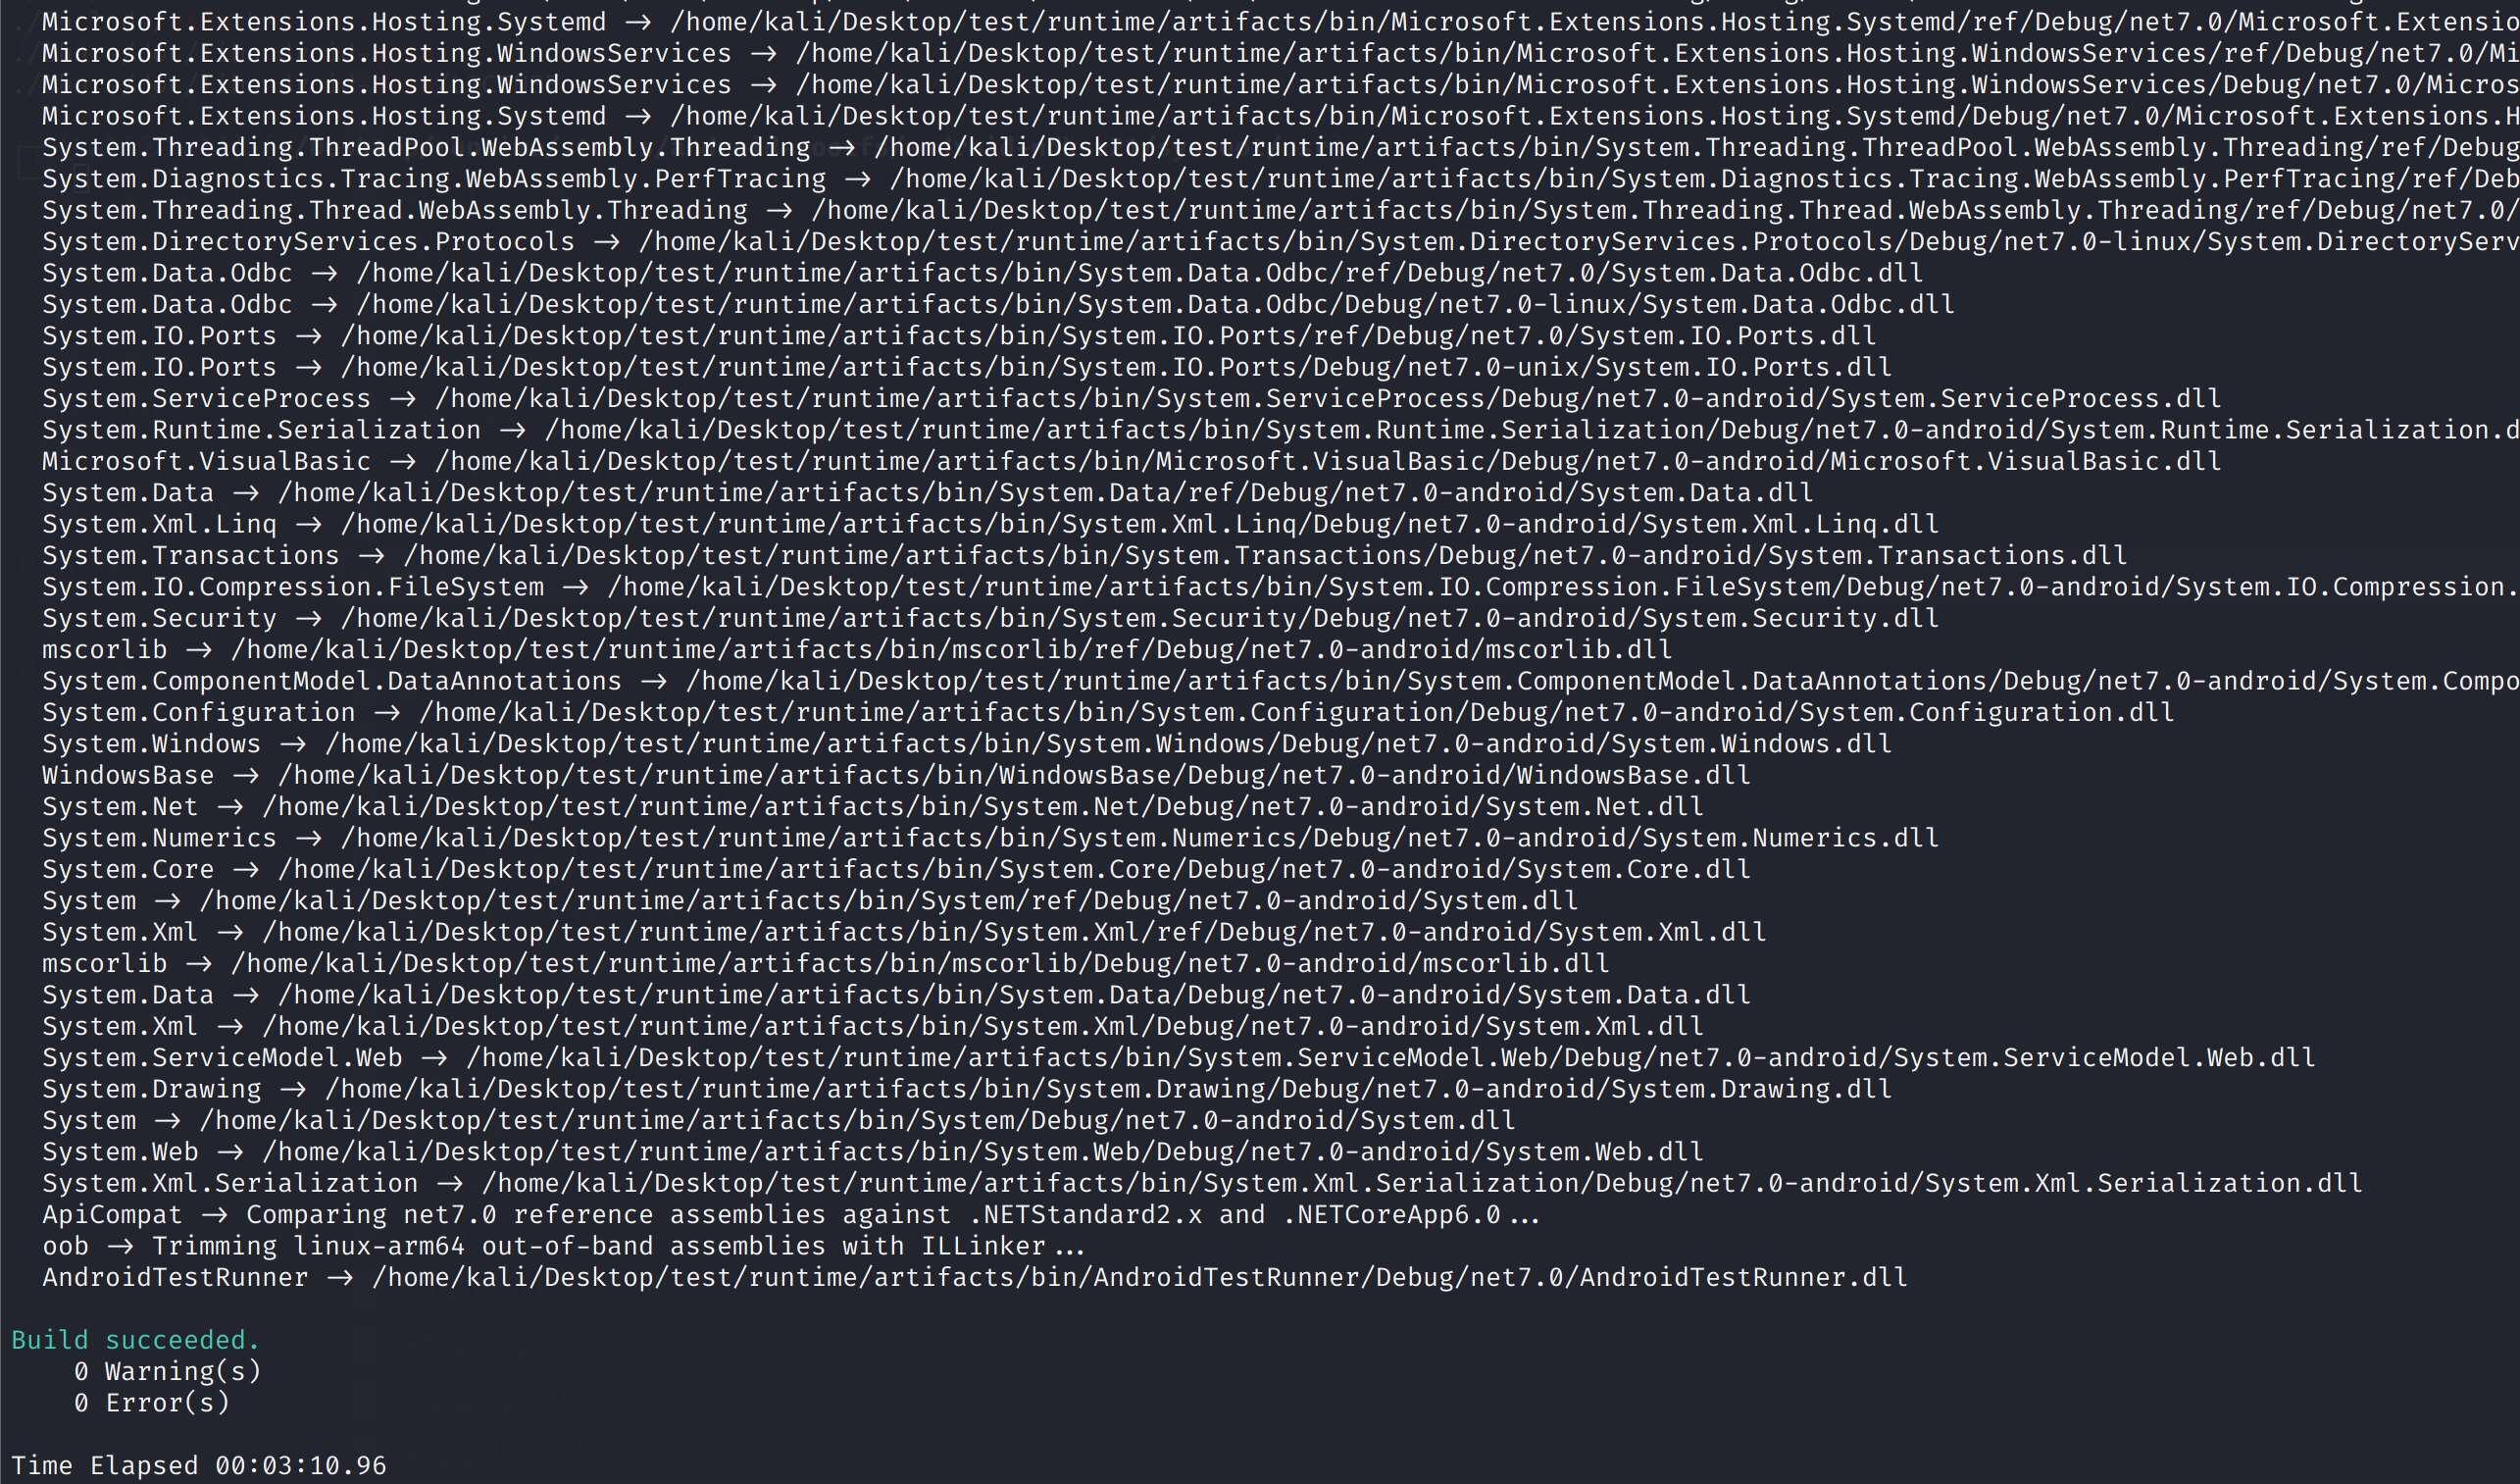 Microsoft.Extensions.Hosting.Systemd → /home/kali/Desktop/test/runtime/artifacts/bin/Microsoft.Extensions.Hosting.Systemd/ref/Debug/net7.0/Microsoft.Extensio
Microsoft.Extensions.Hosting.WindowsServices → /home/kali/Desktop/test/runtime/artifacts/bin/Microsoft.Extensions.Hosting.WindowsServices/ref/Debug/net7.0/Mi
Microsoft.Extensions.Hosting.WindowsServices → /home/kali/Desktop/test/runtime/artifacts/bin/Microsoft.Extensions.Hosting.WindowsServices/Debug/net7.0/Micros
Microsoft.Extensions.Hosting.Systemd → /home/kali/Desktop/test/runtime/artifacts/bin/Microsoft.Extensions.Hosting.Systemd/Debug/net7.0/Microsoft.Extensions.H
System.Threading.ThreadPool.WebAssembly.Threading → /home/kali/Desktop/test/runtime/artifacts/bin/System.Threading.ThreadPool.WebAssembly.Threading/ref/Debug
System.Diagnostics.Tracing.WebAssembly.PerfTracing → /home/kali/Desktop/test/runtime/artifacts/bin/System.Diagnostics.Tracing.WebAssembly.PerfTracing/ref/Deb
System.Threading.Thread.WebAssembly.Threading → /home/kali/Desktop/test/runtime/artifacts/bin/System.Threading.Thread.WebAssembly.Threading/ref/Debug/net7.0/
System.DirectoryServices.Protocols → /home/kali/Desktop/test/runtime/artifacts/bin/System.DirectoryServices.Protocols/Debug/net7.0-linux/System.DirectoryServ
System.Data.Odbc → /home/kali/Desktop/test/runtime/artifacts/bin/System.Data.Odbc/ref/Debug/net7.0/System.Data.Odbc.dll
System.Data.Odbc → /home/kali/Desktop/test/runtime/artifacts/bin/System.Data.Odbc/Debug/net7.0-linux/System.Data.Odbc.dll
System.IO.Ports → /home/kali/Desktop/test/runtime/artifacts/bin/System.IO.Ports/ref/Debug/net7.0/System.IO.Ports.dll
System.IO.Ports → /home/kali/Desktop/test/runtime/artifacts/bin/System.IO.Ports/Debug/net7.0-unix/System.IO.Ports.dll
System.ServiceProcess → /home/kali/Desktop/test/runtime/artifacts/bin/System.ServiceProcess/Debug/net7.0-android/System.ServiceProcess.dll
System.Runtime.Serialization → /home/kali/Desktop/test/runtime/artifacts/bin/System.Runtime.Serialization/Debug/net7.0-android/System.Runtime.Serialization.d
Microsoft.VisualBasic → /home/kali/Desktop/test/runtime/artifacts/bin/Microsoft.VisualBasic/Debug/net7.0-android/Microsoft.VisualBasic.dll
System.Data → /home/kali/Desktop/test/runtime/artifacts/bin/System.Data/ref/Debug/net7.0-android/System.Data.dll
System.Xml.Linq → /home/kali/Desktop/test/runtime/artifacts/bin/System.Xml.Linq/Debug/net7.0-android/System.Xml.Linq.dll
System.Transactions → /home/kali/Desktop/test/runtime/artifacts/bin/System.Transactions/Debug/net7.0-android/System.Transactions.dll
System.IO.Compression.FileSystem → /home/kali/Desktop/test/runtime/artifacts/bin/System.IO.Compression.FileSystem/Debug/net7.0-android/System.IO.Compression.
System.Security → /home/kali/Desktop/test/runtime/artifacts/bin/System.Security/Debug/net7.0-android/System.Security.dll
mscorlib → /home/kali/Desktop/test/runtime/artifacts/bin/mscorlib/ref/Debug/net7.0-android/mscorlib.dll
System.ComponentModel.DataAnnotations → /home/kali/Desktop/test/runtime/artifacts/bin/System.ComponentModel.DataAnnotations/Debug/net7.0-android/System.Compo
System.Configuration → /home/kali/Desktop/test/runtime/artifacts/bin/System.Configuration/Debug/net7.0-android/System.Configuration.dll
System.Windows → /home/kali/Desktop/test/runtime/artifacts/bin/System.Windows/Debug/net7.0-android/System.Windows.dll
WindowsBase → /home/kali/Desktop/test/runtime/artifacts/bin/WindowsBase/Debug/net7.0-android/WindowsBase.dll
System.Net → /home/kali/Desktop/test/runtime/artifacts/bin/System.Net/Debug/net7.0-android/System.Net.dll
System.Numerics → /home/kali/Desktop/test/runtime/artifacts/bin/System.Numerics/Debug/net7.0-android/System.Numerics.dll
System.Core → /home/kali/Desktop/test/runtime/artifacts/bin/System.Core/Debug/net7.0-android/System.Core.dll
System → /home/kali/Desktop/test/runtime/artifacts/bin/System/ref/Debug/net7.0-android/System.dll
System.Xml → /home/kali/Desktop/test/runtime/artifacts/bin/System.Xml/ref/Debug/net7.0-android/System.Xml.dll
mscorlib → /home/kali/Desktop/test/runtime/artifacts/bin/mscorlib/Debug/net7.0-android/mscorlib.dll
System.Data → /home/kali/Desktop/test/runtime/artifacts/bin/System.Data/Debug/net7.0-android/System.Data.dll
System.Xml → /home/kali/Desktop/test/runtime/artifacts/bin/System.Xml/Debug/net7.0-android/System.Xml.dll
System.ServiceModel.Web → /home/kali/Desktop/test/runtime/artifacts/bin/System.ServiceModel.Web/Debug/net7.0-android/System.ServiceModel.Web.dll
System.Drawing → /home/kali/Desktop/test/runtime/artifacts/bin/System.Drawing/Debug/net7.0-android/System.Drawing.dll
System → /home/kali/Desktop/test/runtime/artifacts/bin/System/Debug/net7.0-android/System.dll
System.Web → /home/kali/Desktop/test/runtime/artifacts/bin/System.Web/Debug/net7.0-android/System.Web.dll
System.Xml.Serialization → /home/kali/Desktop/test/runtime/artifacts/bin/System.Xml.Serialization/Debug/net7.0-android/System.Xml.Serialization.dll
ApiCompat → Comparing net7.0 reference assemblies against .NETStandard2.x and .NETCoreApp6.0...
oob → Trimming linux-arm64 out-of-band assemblies with ILLinker...
AndroidTestRunner → /home/kali/Desktop/test/runtime/artifacts/bin/AndroidTestRunner/Debug/net7.0/AndroidTestRunner.dll
Build succeeded.
0 Warning(s)
0 Error(s)
Time Elapsed 00:03:10.96